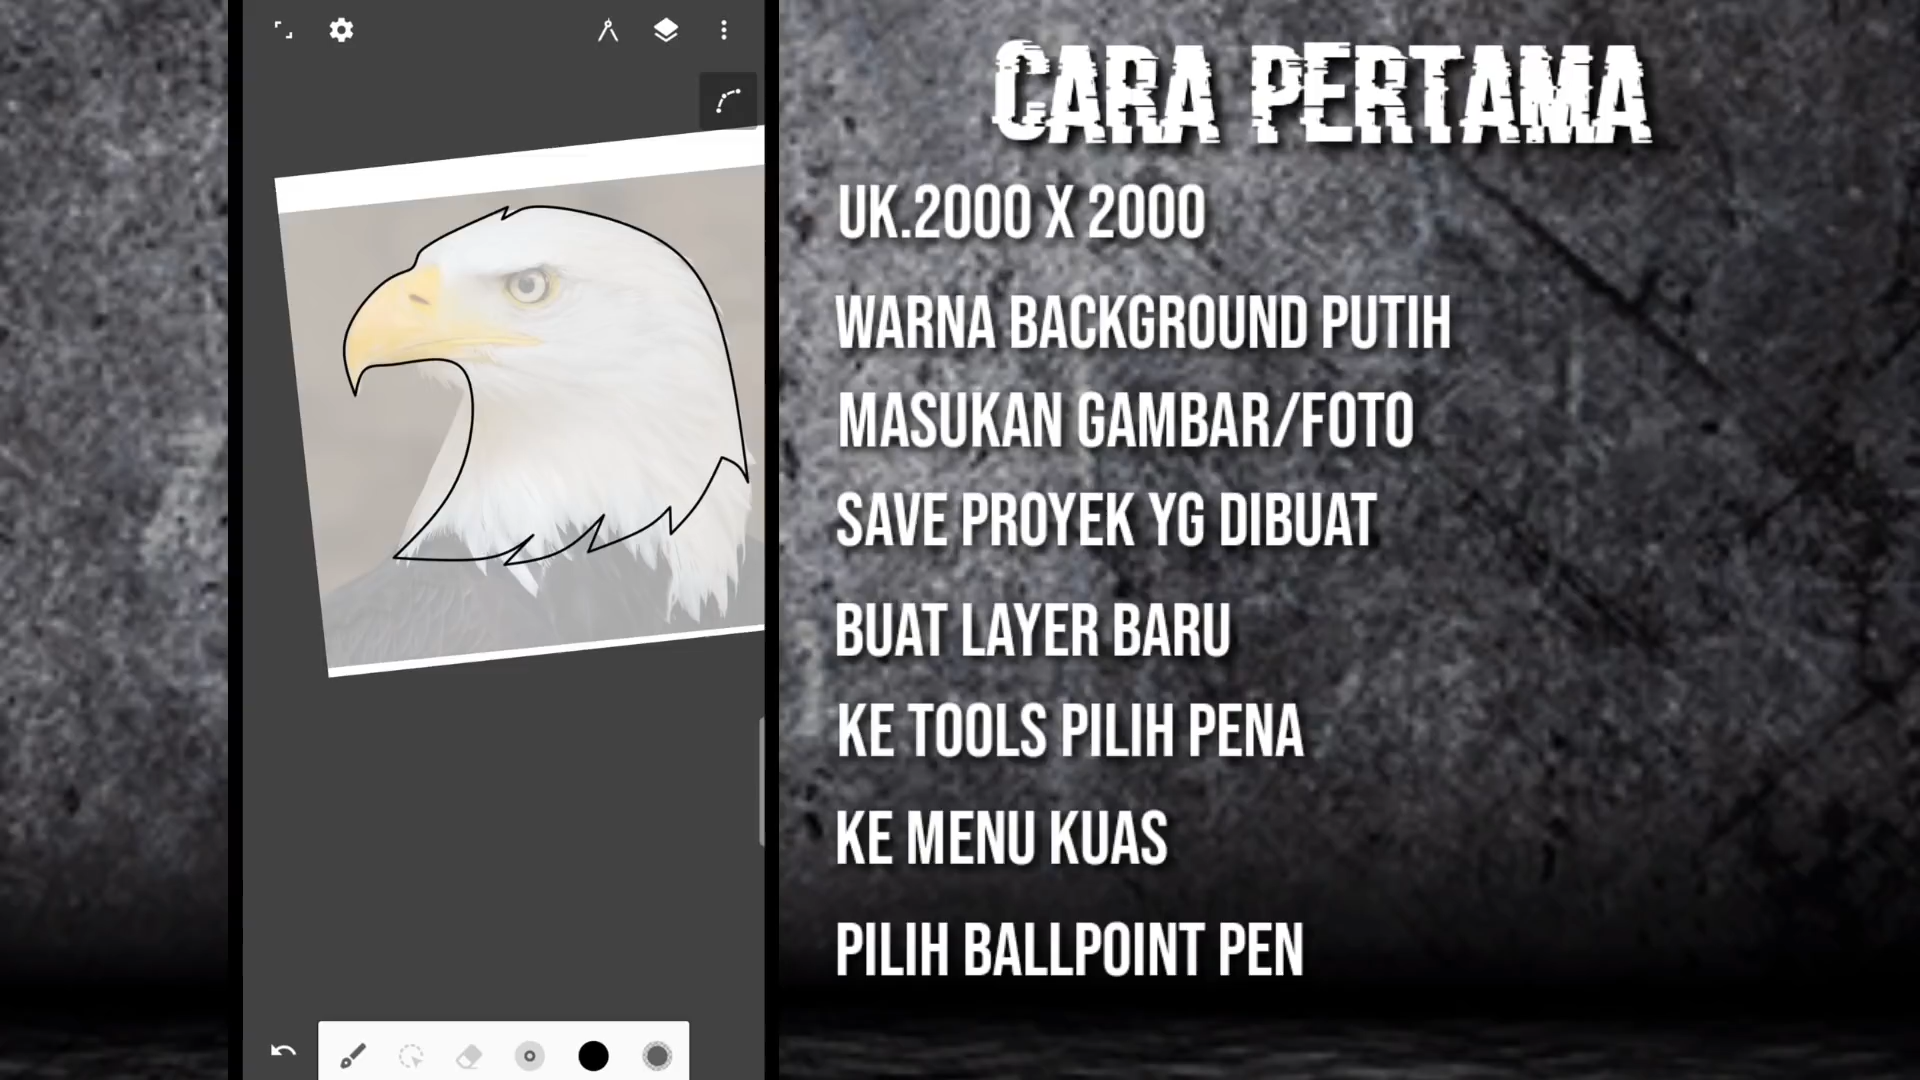 CARA PERTAMA
UK.2000 X 2000
WARNA BACKGROUND PUTIH
MASUKAN GAMBAR/FOTO
SAVE PROYEK YG DIBUAT
BUAT LAYER BARU
KE TOOLS PILIH PENA
KE MENU KUAS
PILIH BALLPOINT PEN